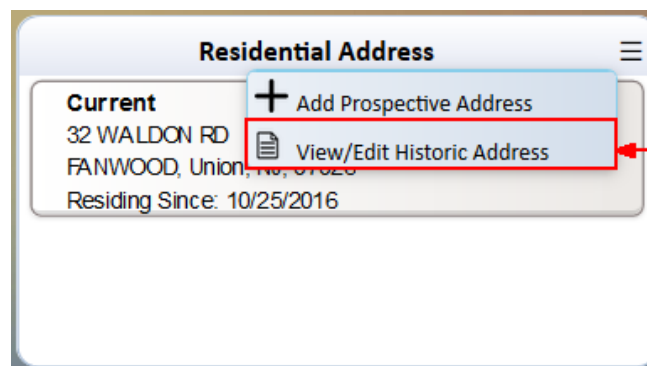 Residential Address
Current
Add Prospective Address
32 WALDON RD
View/Edit Historic Address
FANWOOD, Union,
Residing Since: 10/25/2016